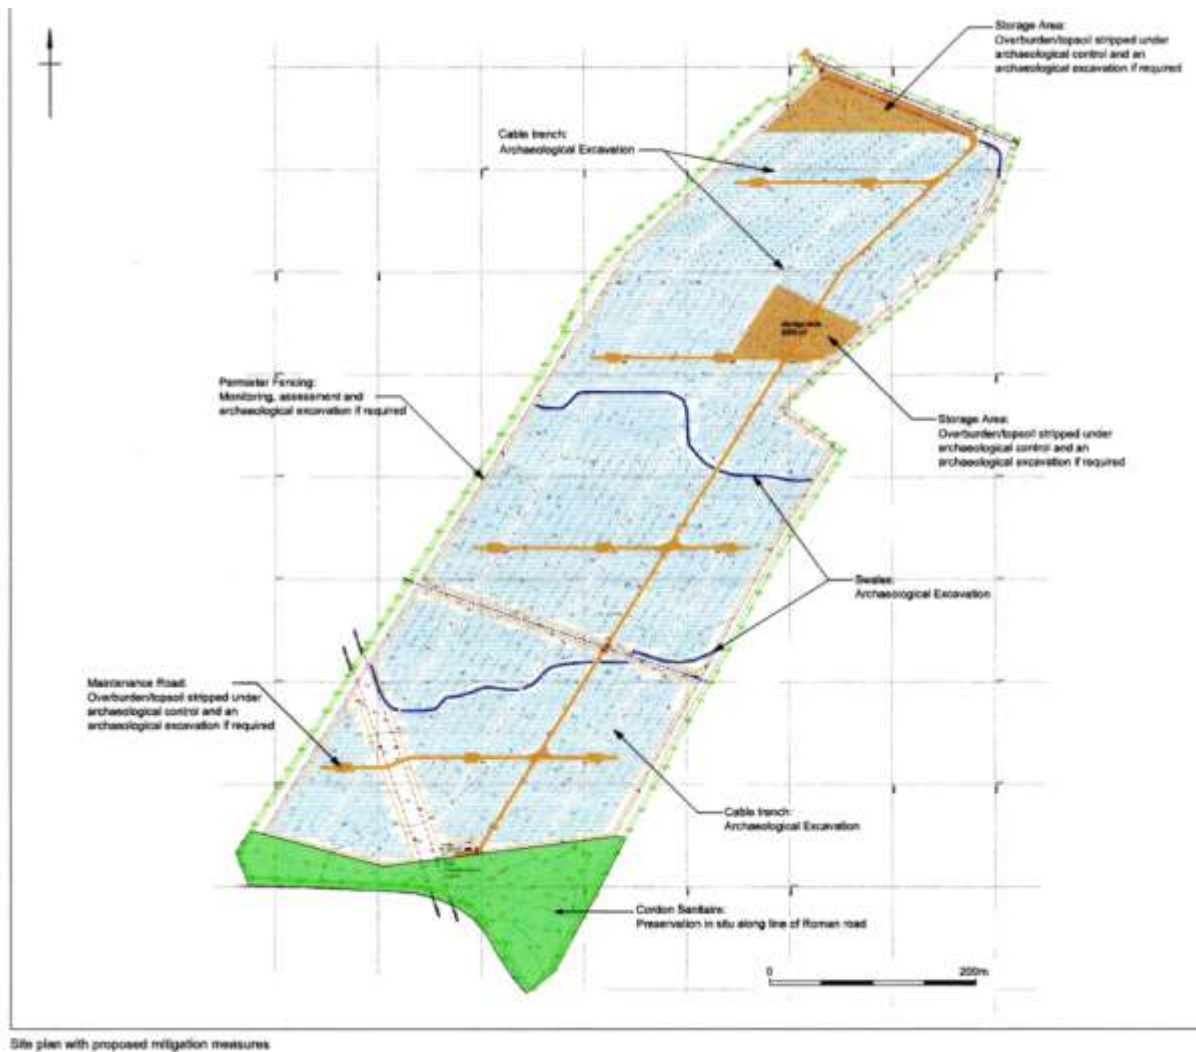 Storage Area:
Overburden/topsoil stripped under
archaeological control and an
archaeological excavation if required
Cable trench:
Archaeological Excavation
Perimeter Fencing:
Monitoring, assessment and
archaeological excavation if required
Storage Area:
Overburden/topsoil stripped under
archaeological control and an
archaeological excavation if required
Swales:
Archaeological Excavation
Maintenance Road:
Overburden/topsoil stripped under
archaeological control and an
archaeological excavation if required
Cable trench:
Archaeological Excavation
Cordon Sanitaire:
Preservation in situ along line of Roman road
0 200m
Site plan with proposed mitigation measures